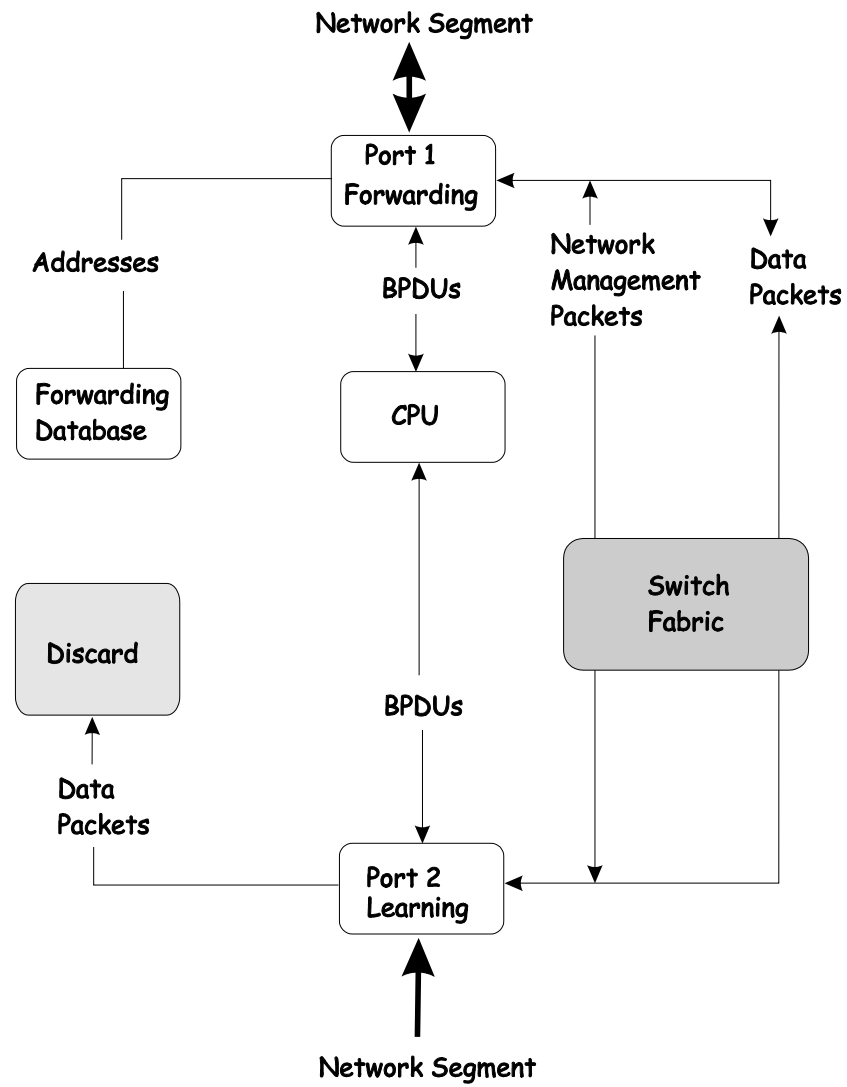 Network Segment
Port 1
Forwarding
Addresses
BPDUs
Network
Management
Packets
Data
Packets
Forwarding
Database
CPU
Switch
Fabric
Discard
BPDUs
Data
Packets
Port 2
Learning
Network Segment